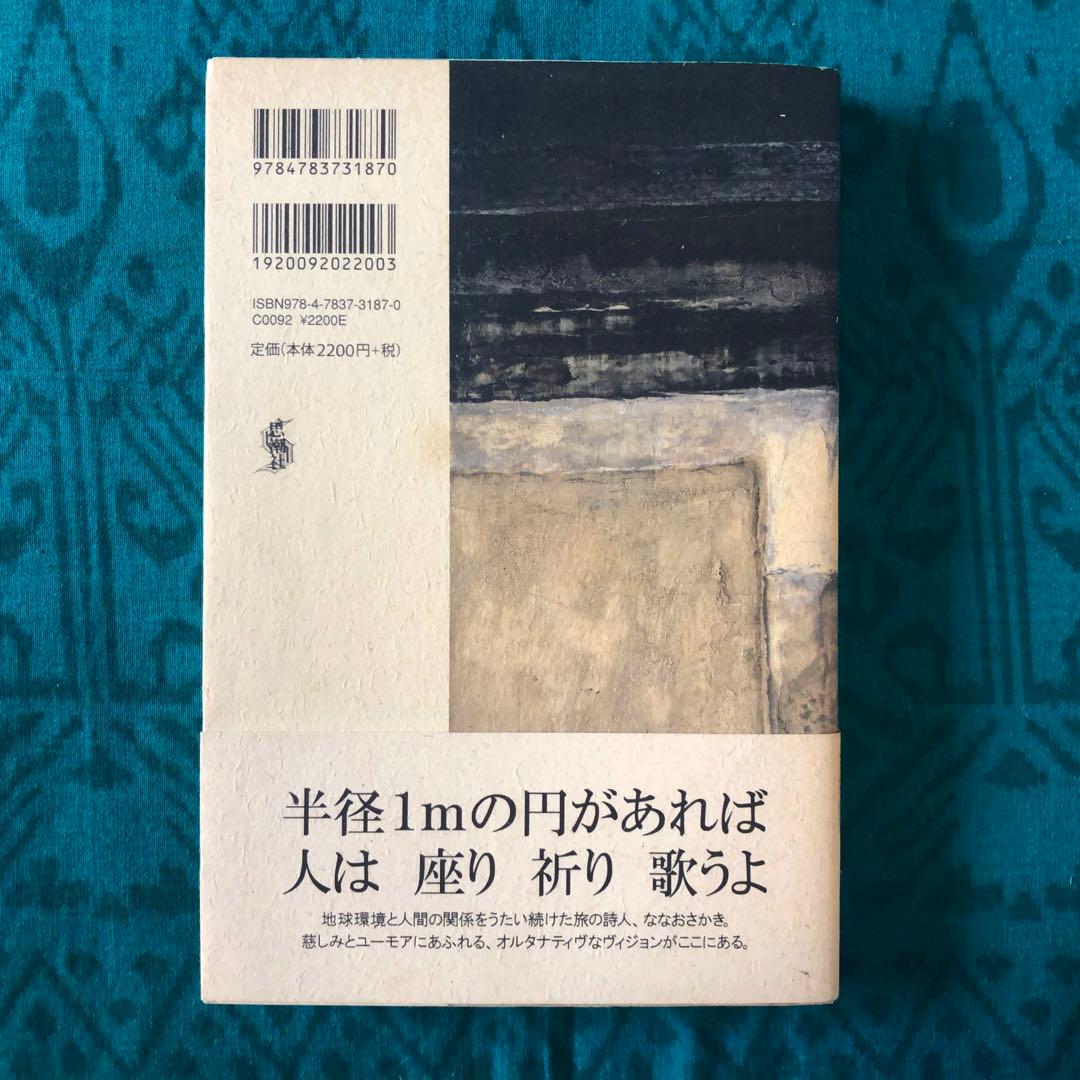 9784783731870
1920092022003
ISBN978-4-7837-3187-0
C0092 ¥2200E
定価(本体2200円+税)
思潮社
半径1mの円があれば
人は 座り 祈り 歌うよ
地球環境と人間の関係をうたい続けた旅の詩人、ななおさかき。
慈しみとユーモアにあふれる、オルタナティヴなヴィジョンがここにある。